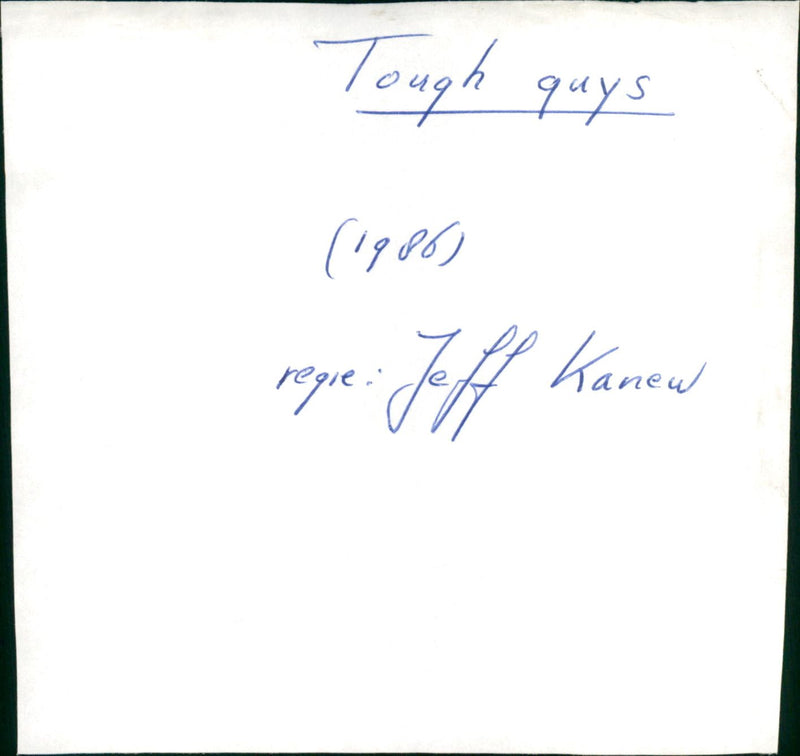 Tough guys
(1986)
regie: Jeff Kanew